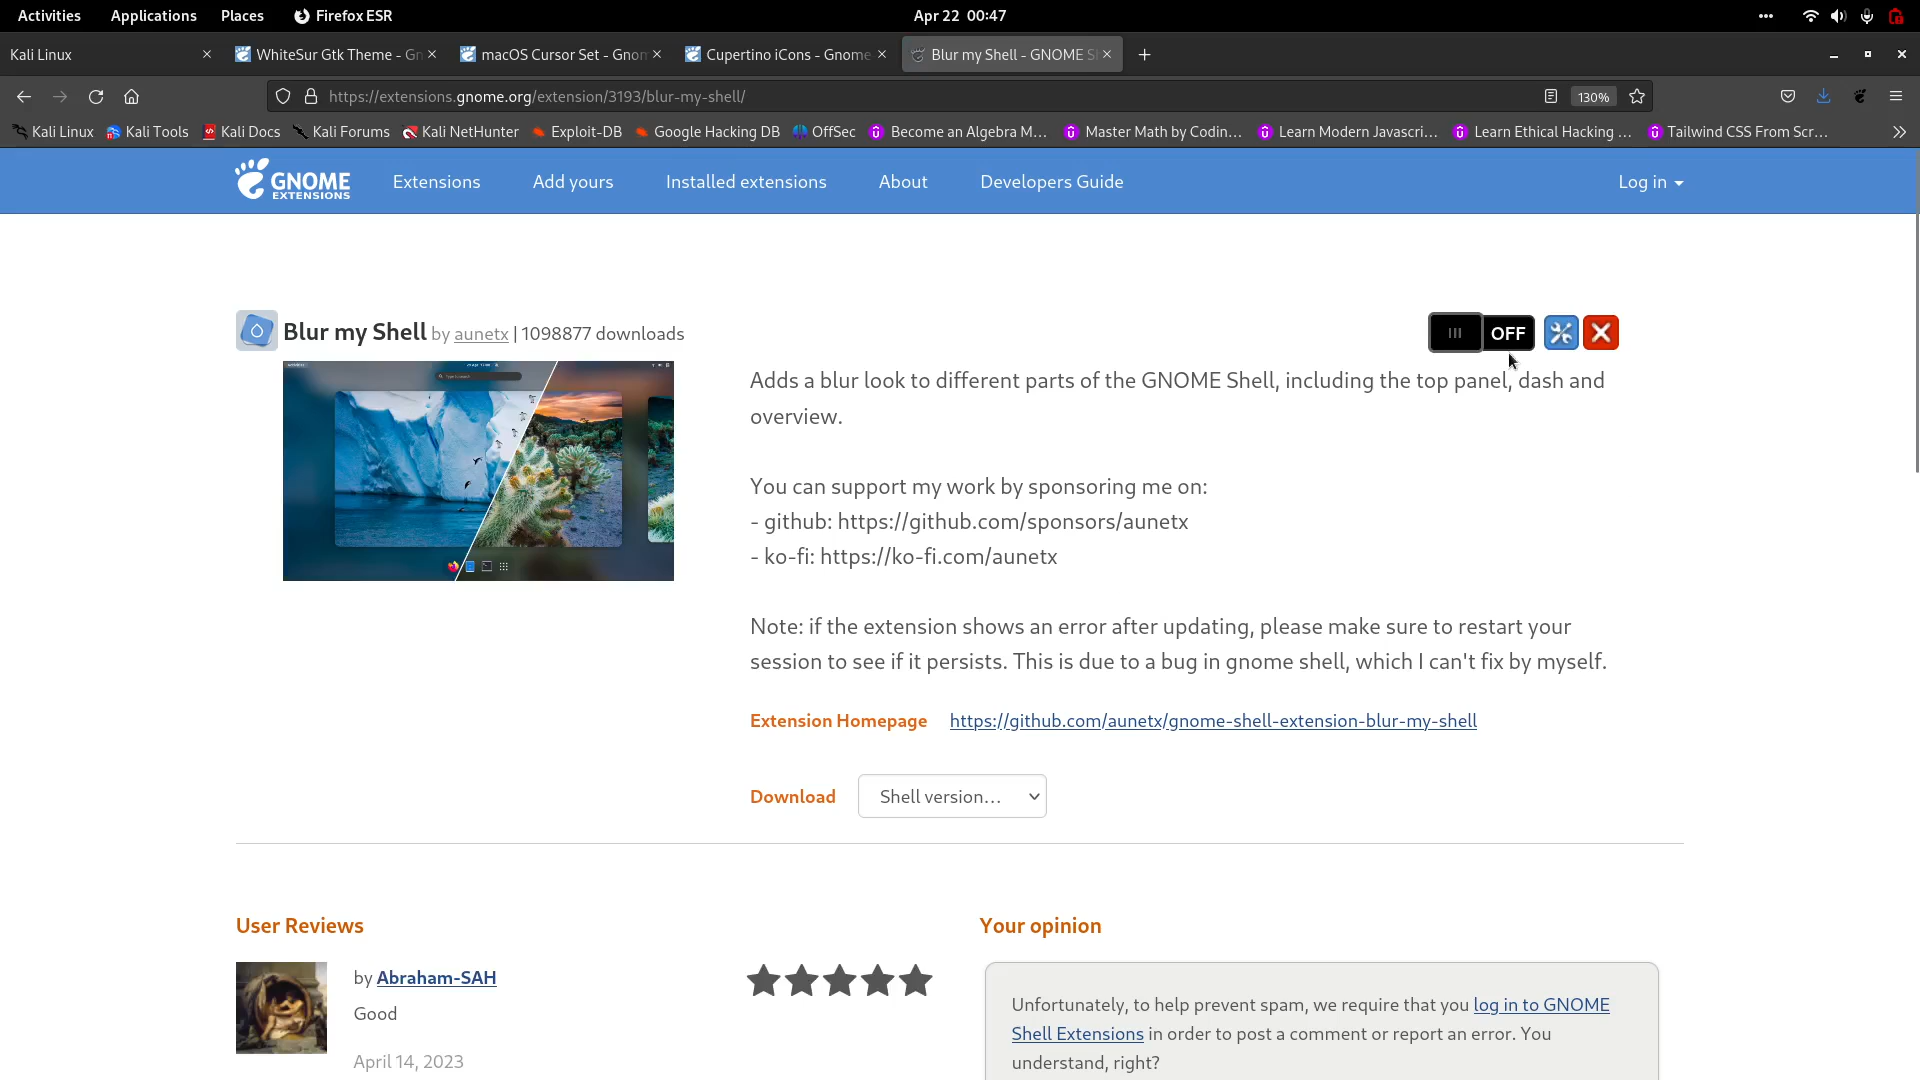 Activities
Applications
Places
Firefox ESR
Apr 22 00:47
Kali Linux
WhiteSur Gtk Theme - Gn
macOS Cursor Set - Gnom
Cupertino iCons - Gnome
Blur my Shell - GNOME S
https://extensions.gnome.org/extension/3193/blur-my-shell/
130%
Kali Linux
Kali Tools
Kali Docs
Kali Forums
Kali NetHunter
Exploit-DB
Google Hacking DB
OffSec
Become an Algebra M...
Master Math by Codin...
Learn Modern Javascri...
Learn Ethical Hacking ...
Tailwind CSS From Scr...
GNOME
EXTENSIONS
Extensions
Add yours
Installed extensions
About
Developers Guide
Log in
Blur my Shell by aunetx | 1098877 downloads
OFF
Adds a blur look to different parts of the GNOME Shell, including the top panel, dash and
overview.
You can support my work by sponsoring me on:
- github: https://github.com/sponsors/aunetx
- ko-fi: https://ko-fi.com/aunetx
Note: if the extension shows an error after updating, please make sure to restart your
session to see if it persists. This is due to a bug in gnome shell, which I can't fix by myself.
Extension Homepage https://github.com/aunetx/gnome-shell-extension-blur-my-shell
Download Shell version...
User Reviews
by Abraham-SAH
Good
April 14, 2023
Your opinion
Unfortunately, to help prevent spam, we require that you log in to GNOME
Shell Extensions in order to post a comment or report an error. You
understand, right?